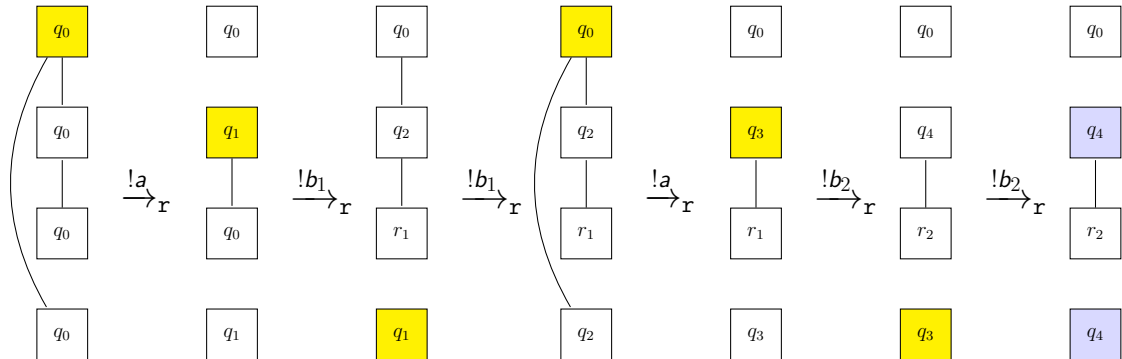 q₀ q₀ q₀ q₀ q₀ q₀ q₀
q₀ q₁ q₂ q₂ q₃ q₄ q₄
!a →r !b₁ →r !b₁ →r !a →r !b₂ →r !b₂ →r
q₀ q₀ r₁ r₁ r₁ r₂ r₂
q₀ q₁ q₁ q₂ q₃ q₃ q₄